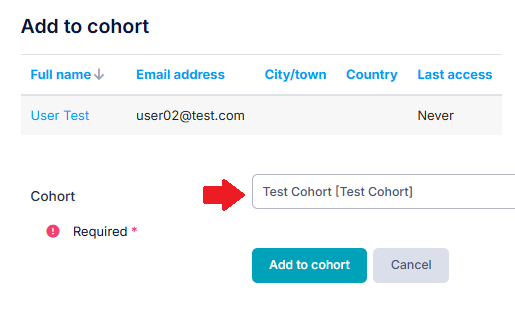 Add to cohort
Full name Email address City/town Country Last access
User Test user02@test.com Never
Cohort Test Cohort [Test Cohort]
! Required *
Add to cohort Cancel